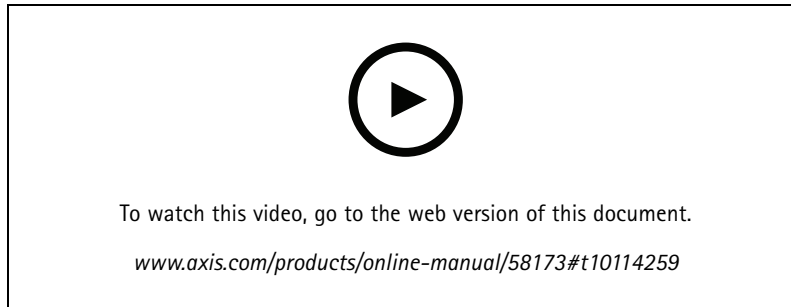 To watch this video, go to the web version of this document.
www.axis.com/products/online-manual/58173#t10114259